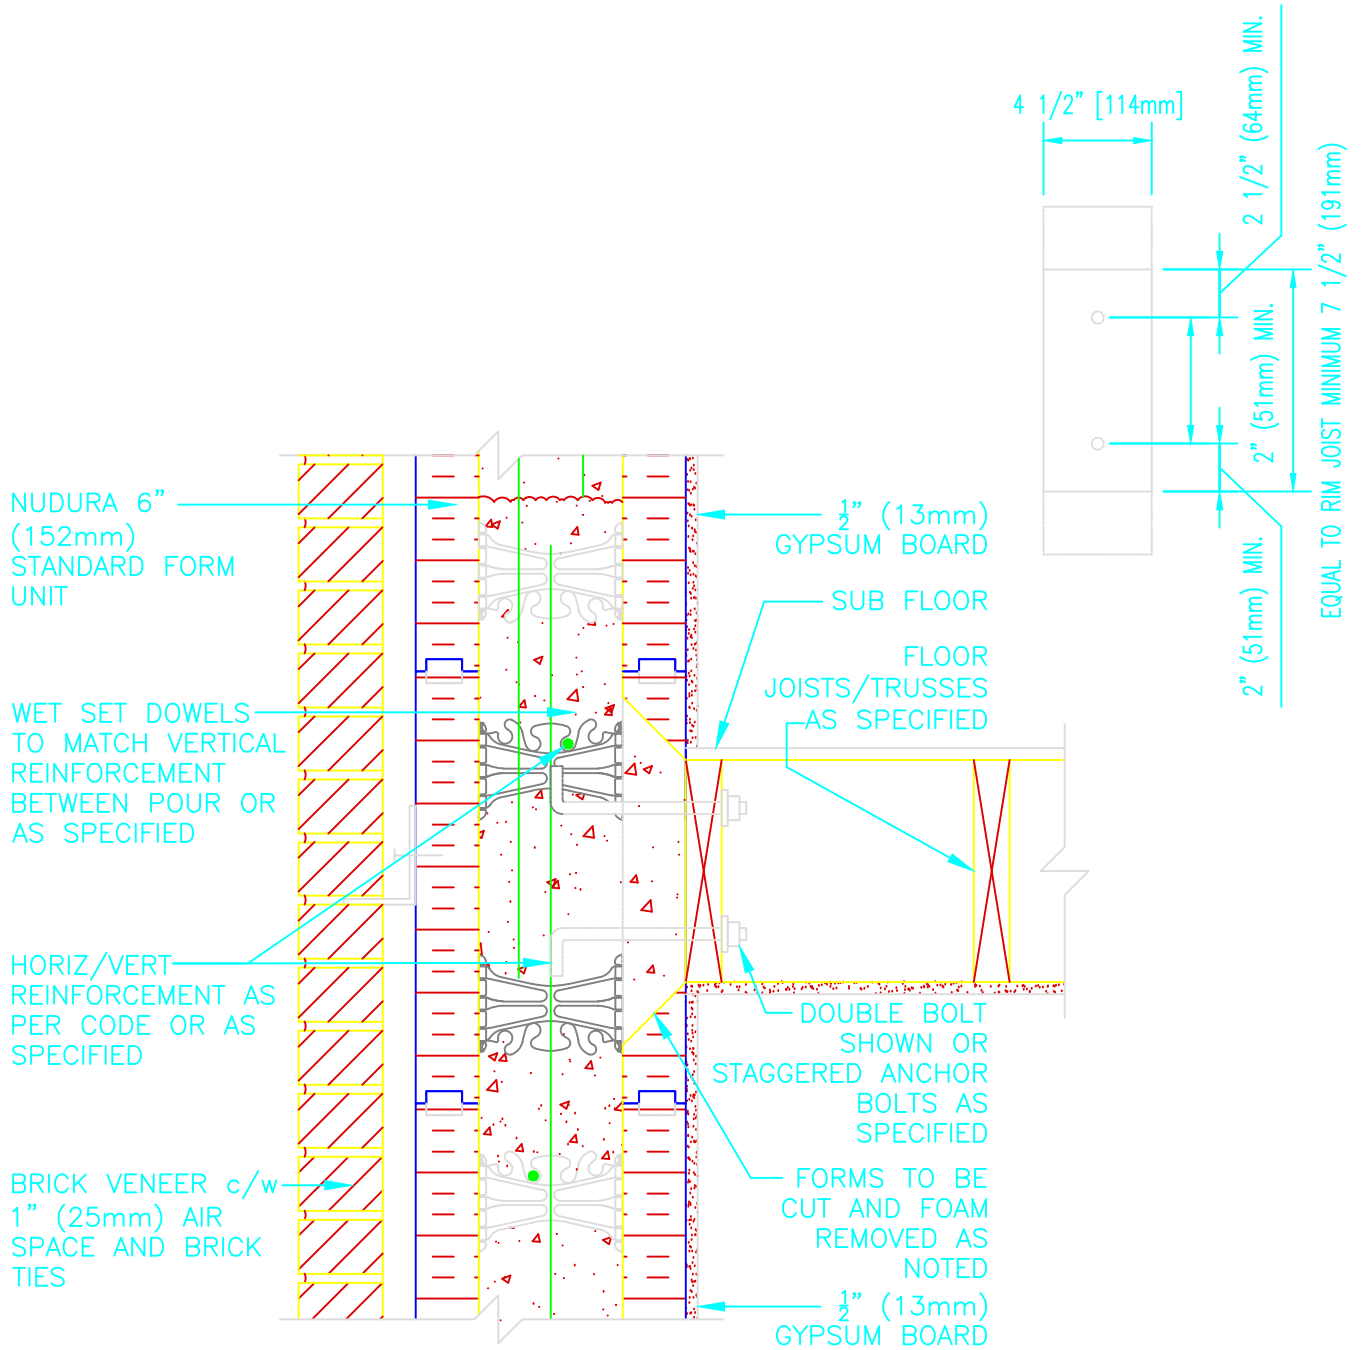 4 1/2" [114mm]
2 1/2" (64mm) MIN.
2" (51mm) MIN.
2" (51mm) MIN.
EQUAL TO RIM JOIST MINIMUM 7 1/2" (191mm)
NUDURA 6"
(152mm)
STANDARD FORM
UNIT
WET SET DOWELS
TO MATCH VERTICAL
REINFORCEMENT
BETWEEN POUR OR
AS SPECIFIED
HORIZ/VERT
REINFORCEMENT AS
PER CODE OR AS
SPECIFIED
BRICK VENEER c/w
1" (25mm) AIR
SPACE AND BRICK
TIES
1/2" (13mm)
GYPSUM BOARD
SUB FLOOR
FLOOR
JOISTS/TRUSSES
AS SPECIFIED
DOUBLE BOLT
SHOWN OR
STAGGERED ANCHOR
BOLTS AS
SPECIFIED
FORMS TO BE
CUT AND FOAM
REMOVED AS
NOTED
1/2" (13mm)
GYPSUM BOARD